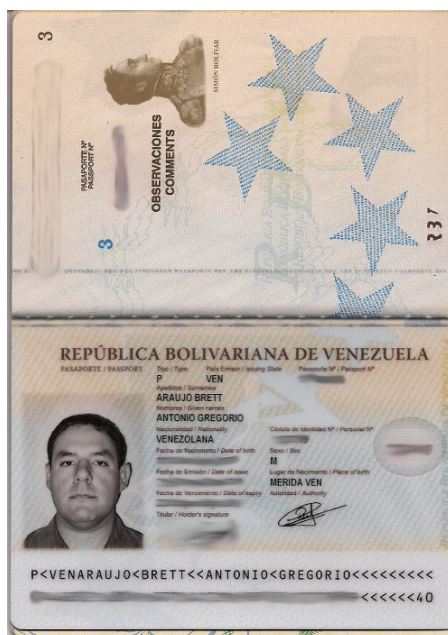 3
SIMÓN BOLÍVAR
PASAPORTE Nº
PASSPORT Nº
OBSERVACIONES
COMMENTS
3
REPÚBLICA BOLIVARIANA DE VENEZUELA
PASAPORTE / PASSPORT
Tipo / Type País Emisor / Issuing State Pasaporte Nº / Passport Nº
P VEN
Apellidos / Surnames
ARAUJO BRETT
Nombres / Given names
ANTONIO GREGORIO
Nacionalidad / Nationality Cédula de Identidad Nº / Personal Nº
VENEZOLANA
Fecha de Nacimiento / Date of birth Sexo / Sex
M
Fecha de Emisión / Date of issue Lugar de Nacimiento / Place of birth
MERIDA VEN
Fecha de Vencimiento / Date of expiry Autoridad / Authority
Titular / Holder's signature
P<VENARAUJO<BRETT<<ANTONIO<GREGORIO<<<<<<<<<
<<<<<<40